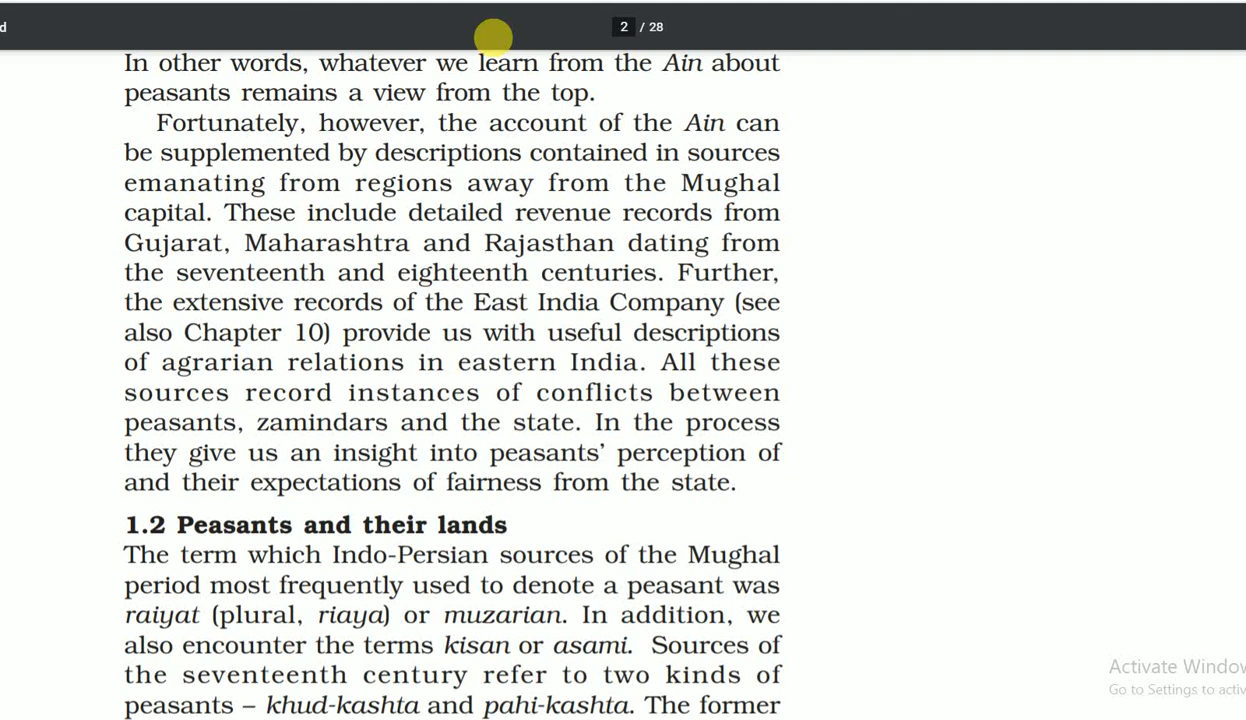 d
2 / 28
In other words, whatever we learn from the Ain about
peasants remains a view from the top.
Fortunately, however, the account of the Ain can
be supplemented by descriptions contained in sources
emanating from regions away from the Mughal
capital. These include detailed revenue records from
Gujarat, Maharashtra and Rajasthan dating from
the seventeenth and eighteenth centuries. Further,
the extensive records of the East India Company (see
also Chapter 10) provide us with useful descriptions
of agrarian relations in eastern India. All these
sources record instances of conflicts between
peasants, zamindars and the state. In the process
they give us an insight into peasants’ perception of
and their expectations of fairness from the state.
1.2 Peasants and their lands
The term which Indo-Persian sources of the Mughal
period most frequently used to denote a peasant was
raiyat (plural, riaya) or muzarian. In addition, we
also encounter the terms kisan or asami. Sources of
the seventeenth century refer to two kinds of
peasants – khud-kashta and pahi-kashta. The former
Activate Window
Go to Settings to activ